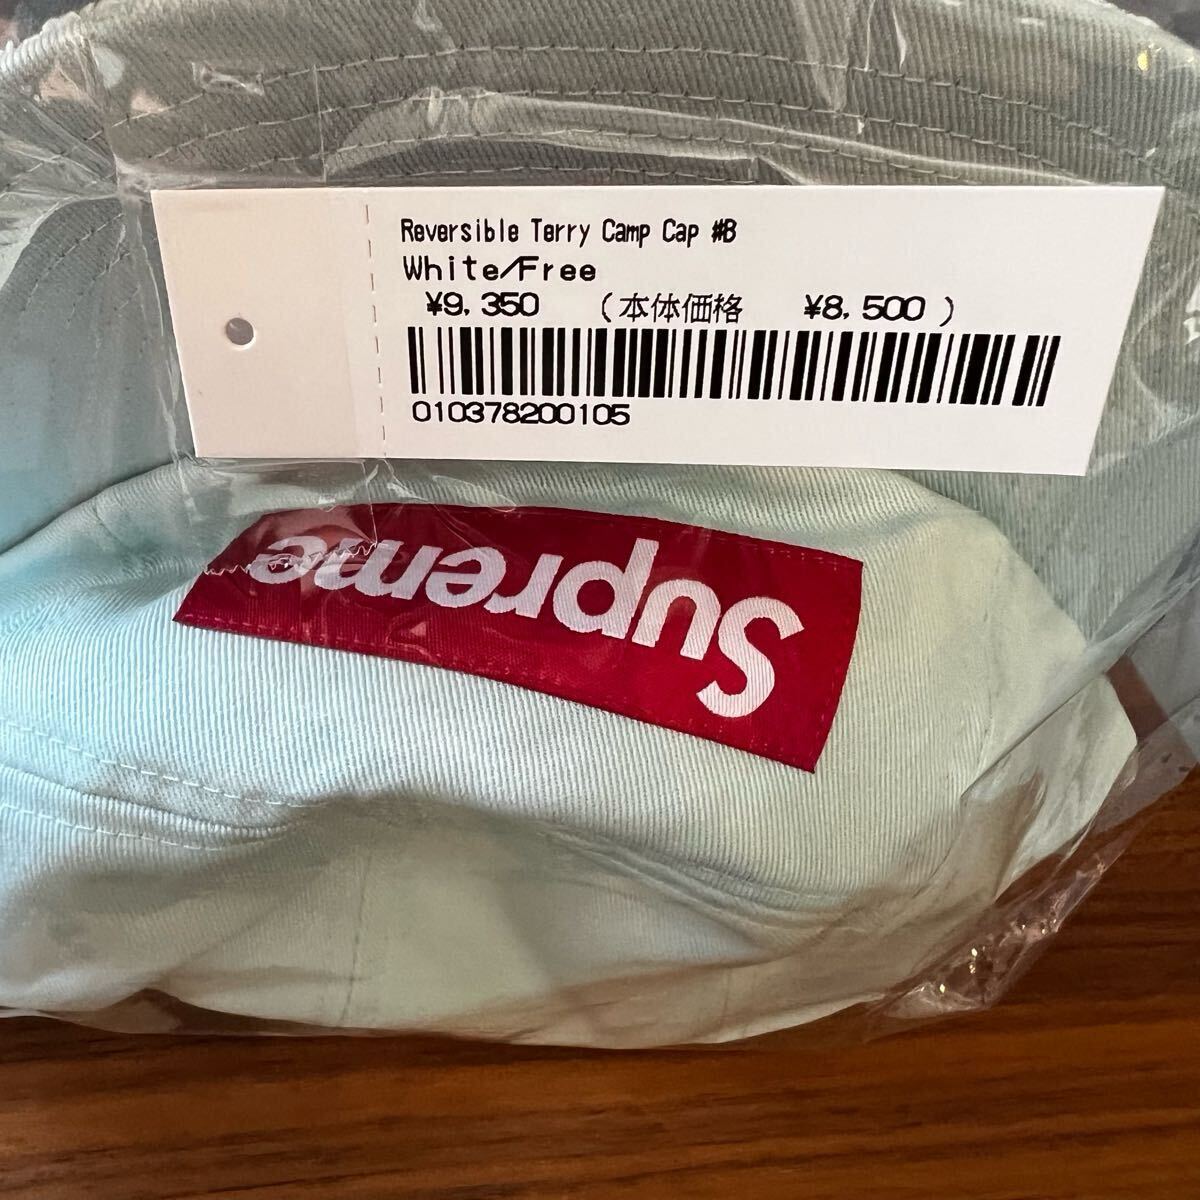 Reversible Terry Camp Cap #B
White/Free
¥9,350 (本体価格 ¥8,500 )
010378200105
Supreme